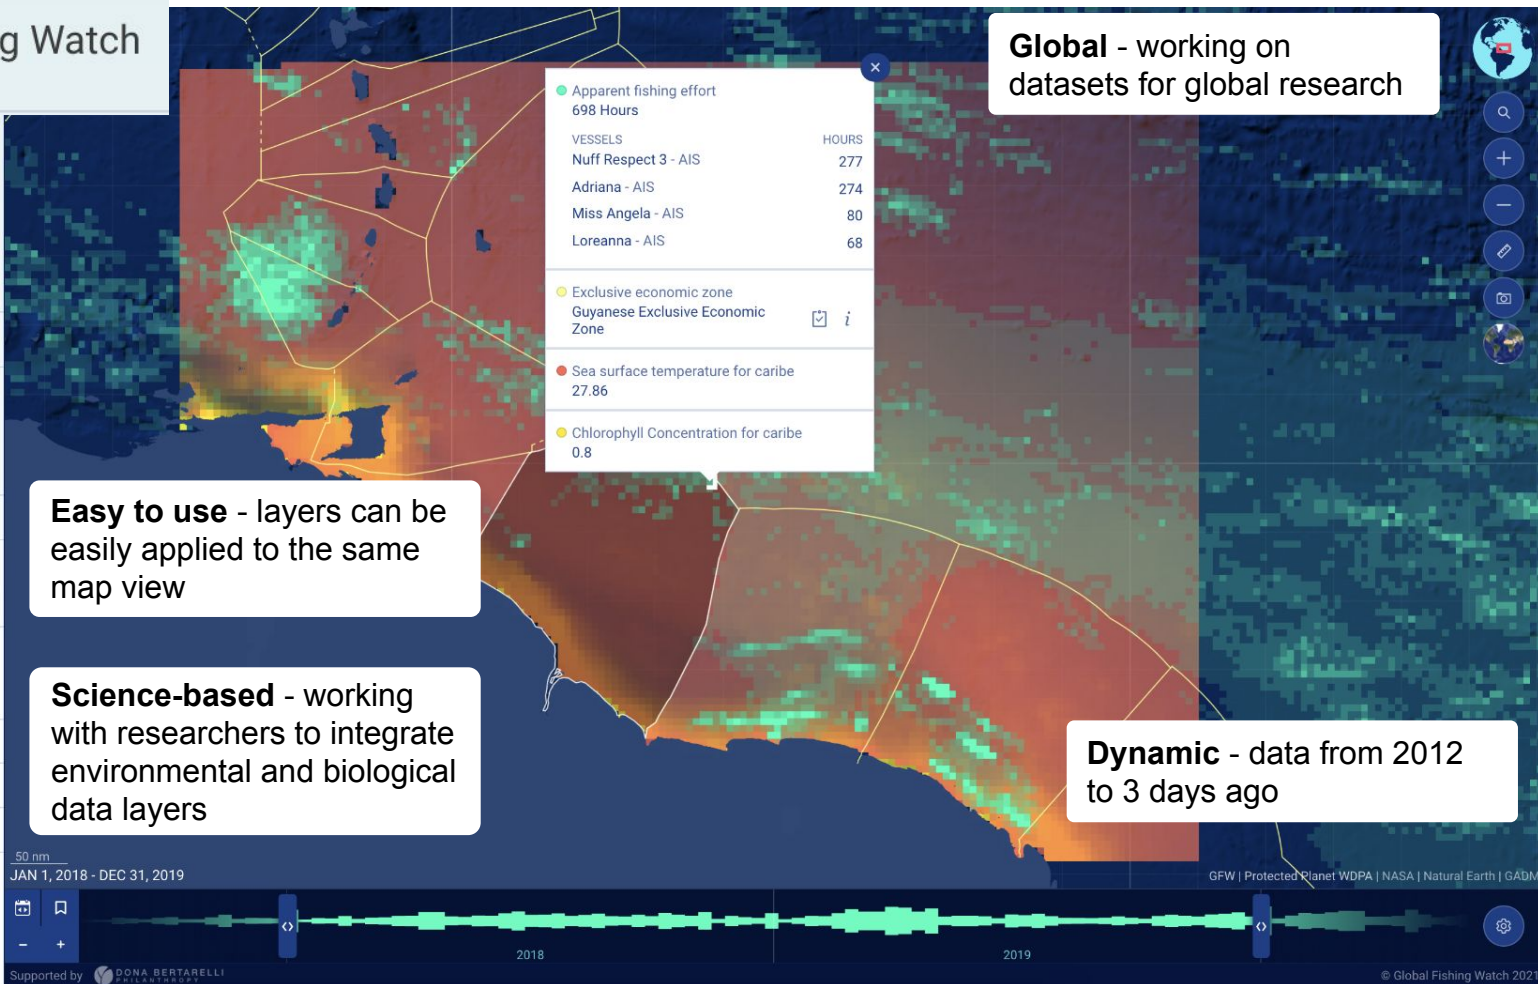 g Watch
Global - working on
datasets for global research
Apparent fishing effort
698 Hours
VESSELS HOURS
Nuff Respect 3 - AIS 277
Adriana - AIS 274
Miss Angela - AIS 80
Loreanna - AIS 68
Exclusive economic zone
Guyanese Exclusive Economic
Zone
Sea surface temperature for caribe
27.86
Chlorophyll Concentration for caribe
0.8
Easy to use - layers can be
easily applied to the same
map view
Science-based - working
with researchers to integrate
environmental and biological
data layers
Dynamic - data from 2012
to 3 days ago
50 nm
JAN 1, 2018 - DEC 31, 2019
GFW | Protected Planet WDPA | NASA | Natural Earth | GADM
2018 2019
Supported by DONA BERTARELLI
PHILANTHROPY
© Global Fishing Watch 2021